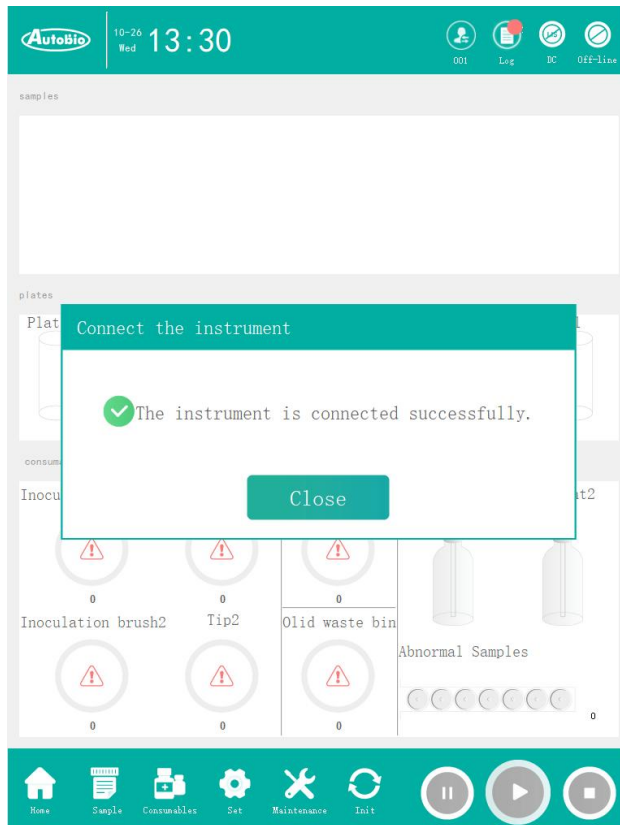 AutoBio
10-26
Wed
13:30
001
Log
DC
Off-line
samples
plates
Plat
1
Connect the instrument
The instrument is connected successfully.
Close
consum
Inocu
nt2
0
0
0
Inoculation brush2
Tip2
Olid waste bin
Abnormal Samples
0
0
0
0
Home
Sample
Consumables
Set
Maintenance
Init